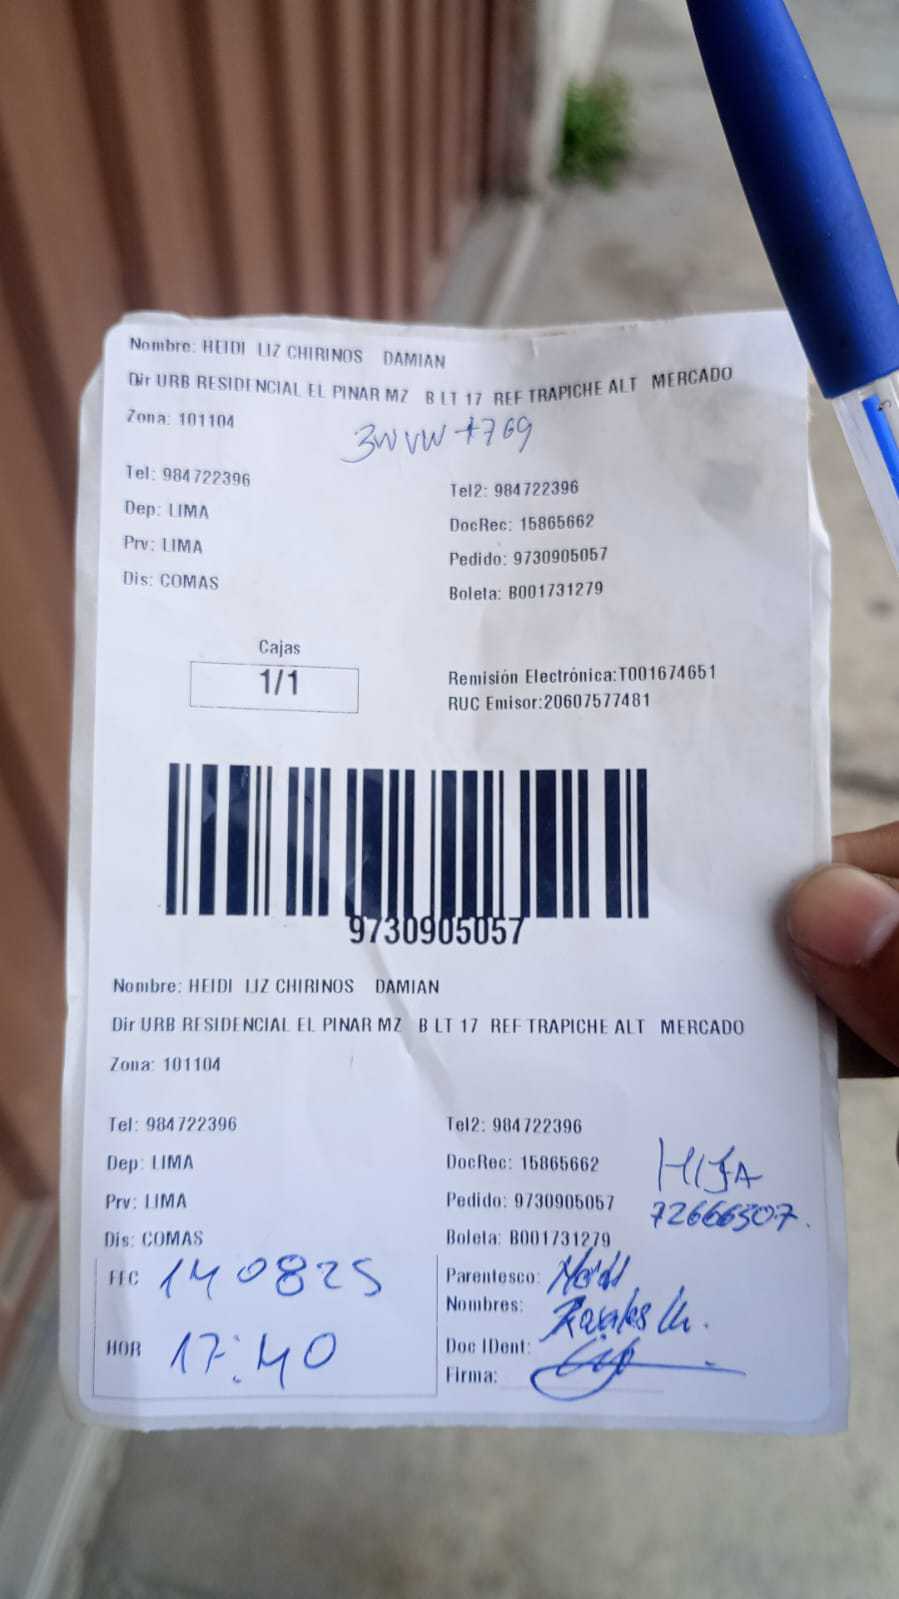 Nombre: HEIDI LIZ CHIRINOS DAMIAN
Dir URB RESIDENCIAL EL PINAR MZ B LT 17 REF TRAPICHE ALT MERCADO
Zona: 101104
3WVW+769
Tel: 984722396 Tel2: 984722396
Dep: LIMA DocRec: 15865662
Prv: LIMA Pedido: 9730905057
Dis: COMAS Boleta: B001731279
Cajas
1/1
Remisión Electrónica:T001674651
RUC Emisor:20607577481
9730905057
Nombre: HEIDI LIZ CHIRINOS DAMIAN
Dir URB RESIDENCIAL EL PINAR MZ B LT 17 REF TRAPICHE ALT MERCADO
Zona: 101104
Tel: 984722396 Tel2: 984722396
Dep: LIMA DocRec: 15865662 HIJA
Prv: LIMA Pedido: 9730905057 72666307.
Dis: COMAS Boleta: B001731279
FEC 140825 Parentesco:
Nombres:
HOR 17:40 Doc IDent:
Firma: